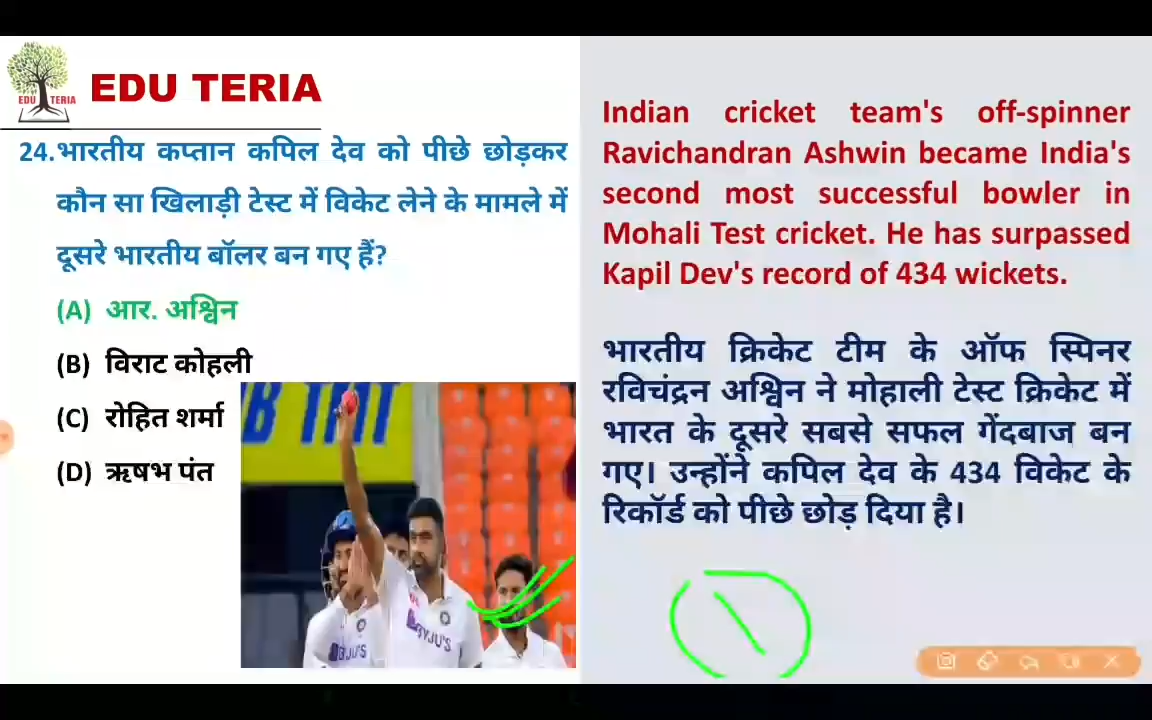 EDU TERIA
EDU TERIA
24. भारतीय कप्तान कपिल देव को पीछे छोड़कर
कौन सा खिलाड़ी टेस्ट में विकेट लेने के मामले में
दूसरे भारतीय बॉलर बन गए हैं?
(A) आर. अश्विन
(B) विराट कोहली
(C) रोहित शर्मा
(D) ऋषभ पंत
BYJU'S
BYJU'S
Indian cricket team's off-spinner
Ravichandran Ashwin became India's
second most successful bowler in
Mohali Test cricket. He has surpassed
Kapil Dev's record of 434 wickets.
भारतीय क्रिकेट टीम के ऑफ स्पिनर
रविचंद्रन अश्विन ने मोहाली टेस्ट क्रिकेट में
भारत के दूसरे सबसे सफल गेंदबाज बन
गए। उन्होंने कपिल देव के 434 विकेट के
रिकॉर्ड को पीछे छोड़ दिया है।